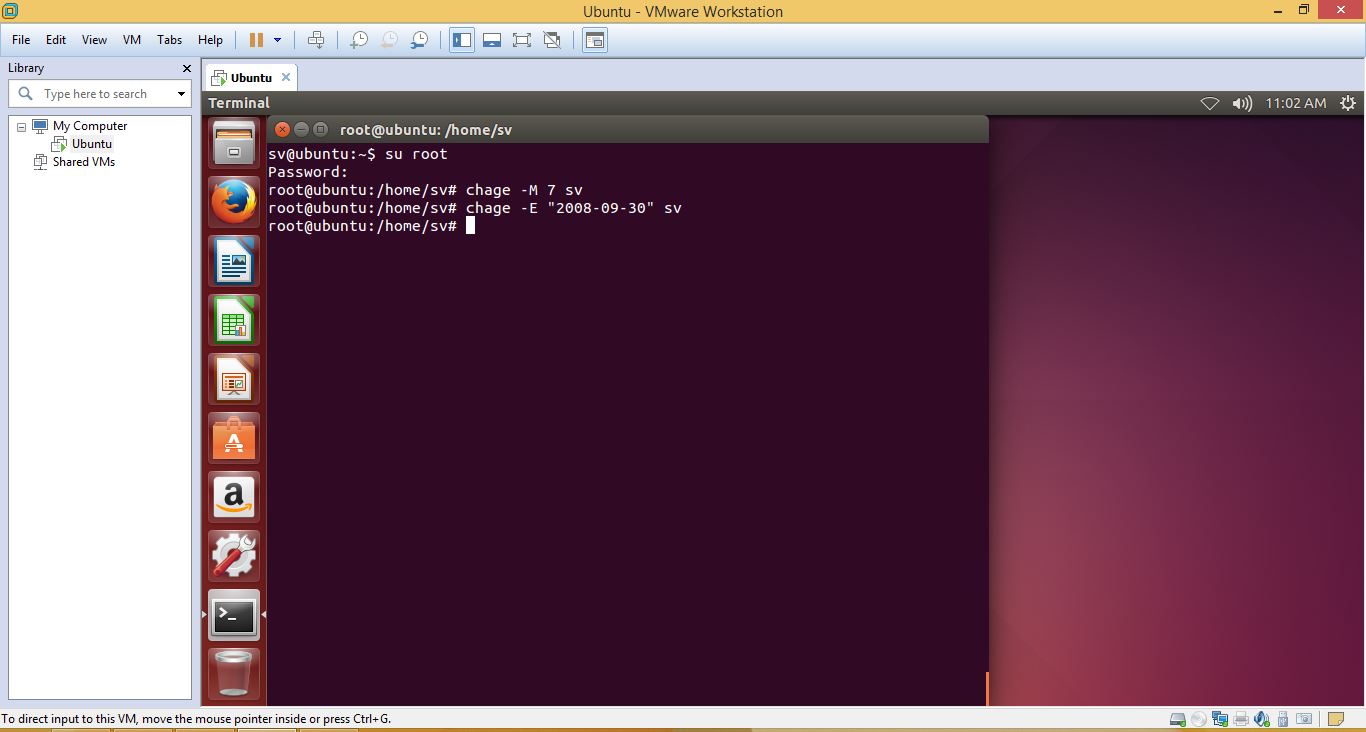 Ubuntu - VMware Workstation
File Edit View VM Tabs Help
Library
Type here to search
My Computer
Ubuntu
Shared VMs
Ubuntu
Terminal
11:02 AM
root@ubuntu: /home/sv
sv@ubuntu:~$ su root
Password:
root@ubuntu:/home/sv# chage -M 7 sv
root@ubuntu:/home/sv# chage -E "2008-09-30" sv
root@ubuntu:/home/sv#
To direct input to this VM, move the mouse pointer inside or press Ctrl+G.